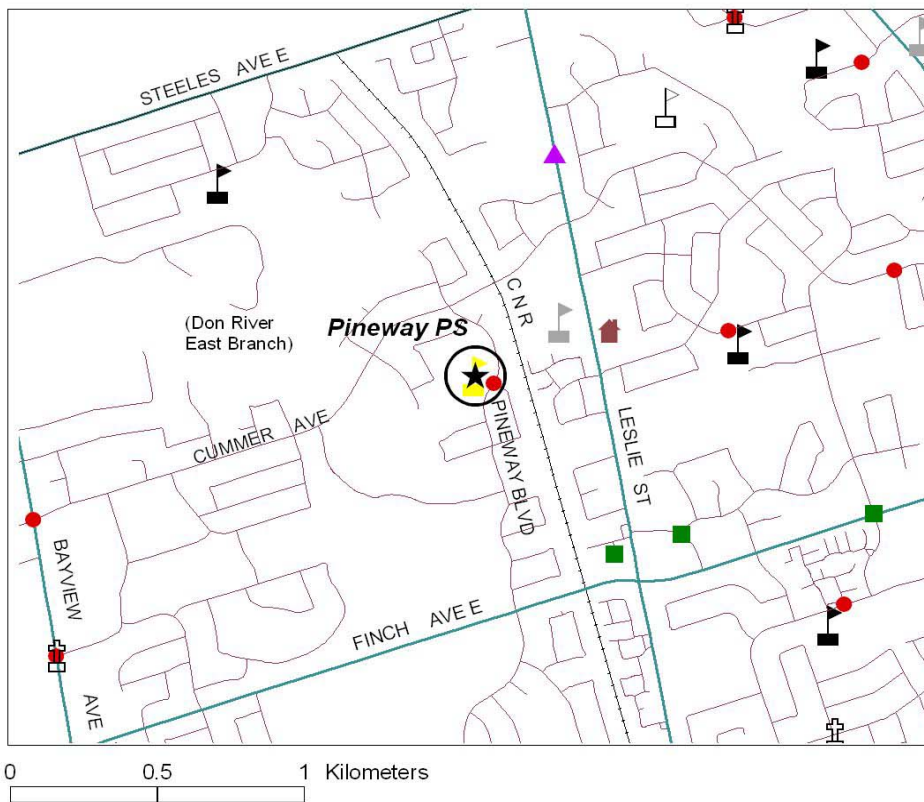 STEELES AVE E
C N R
(Don River
East Branch)
Pineway PS
CUMMER AVE
PINEWAY BLVD
LESLIE ST
BAYVIEW
AVE
FINCH AVE E
0 0.5 1 Kilometers